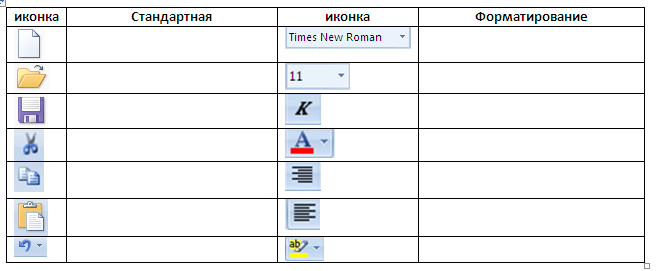 иконка Стандартная иконка Форматирование
Times New Roman
11
К
А
ab